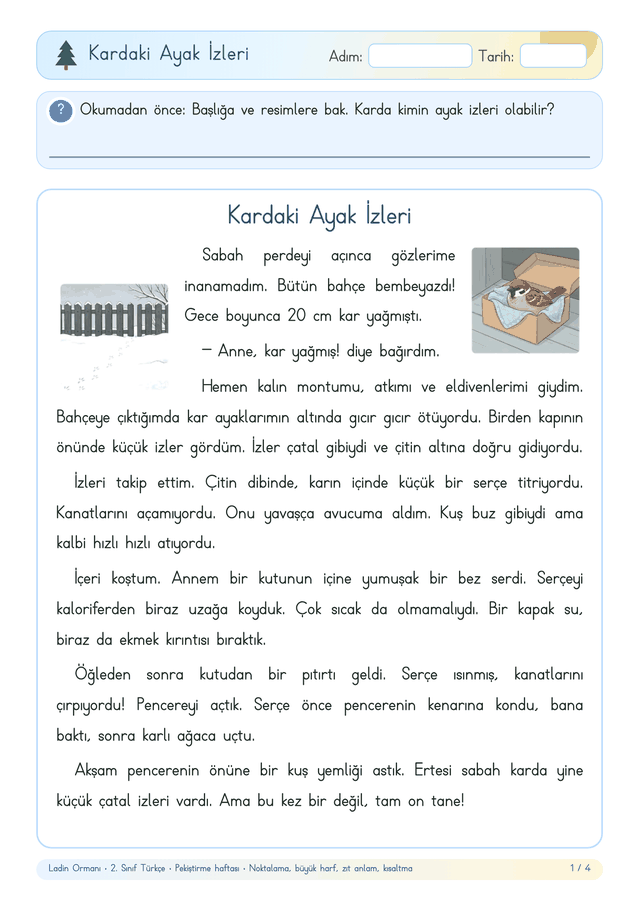 Kardaki Ayak İzleri
Adım:
Tarih:
? Okumadan önce: Başlığa ve resimlere bak. Karda kimin ayak izleri olabilir?
Kardaki Ayak İzleri
Sabah perdeyi açınca gözlerime
inanamadım. Bütün bahçe bembeyazdı!
Gece boyunca 20 cm kar yağmıştı.
– Anne, kar yağmış! diye bağırdım.
Hemen kalın montumu, atkımı ve eldivenlerimi giydim.
Bahçeye çıktığımda kar ayaklarımın altında gıcır gıcır ötüyordu. Birden kapının
önünde küçük izler gördüm. İzler çatal gibiydi ve çitin altına doğru gidiyordu.
İzleri takip ettim. Çitin dibinde, karın içinde küçük bir serçe titriyordu.
Kanatlarını açamıyordu. Onu yavaşça avucuma aldım. Kuş buz gibiydi ama
kalbi hızlı hızlı atıyordu.
İçeri koştum. Annem bir kutunun içine yumuşak bir bez serdi. Serçeyi
kaloriferden biraz uzağa koyduk. Çok sıcak da olmamalıydı. Bir kapak su,
biraz da ekmek kırıntısı bıraktık.
Öğleden sonra kutudan bir pıtırtı geldi. Serçe ısınmış, kanatlarını
çırpıyordu! Pencereyi açtık. Serçe önce pencerenin kenarına kondu, bana
baktı, sonra karlı ağaca uçtu.
Akşam pencerenin önüne bir kuş yemliği astık. Ertesi sabah karda yine
küçük çatal izleri vardı. Ama bu kez bir değil, tam on tane!
Ladin Ormanı • 2. Sınıf Türkçe • Pekiştirme haftası • Noktalama, büyük harf, zıt anlam, kısaltma
1 / 4